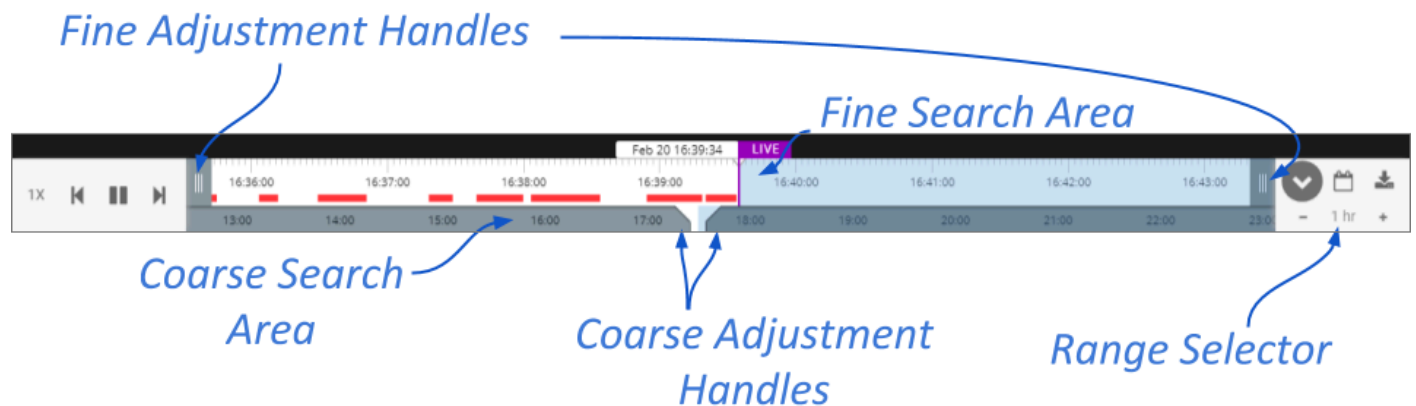 Fine Adjustment Handles
Fine Search Area
Feb 20 16:39:34 LIVE
1X 16:36:00 16:37:00 16:38:00 16:39:00 16:40:00 16:41:00 16:42:00 16:43:00
13:00 14:00 15:00 16:00 17:00 18:00 19:00 20:00 21:00 22:00 23:0 - 1 hr +
Coarse Search
Area
Coarse Adjustment
Handles
Range Selector